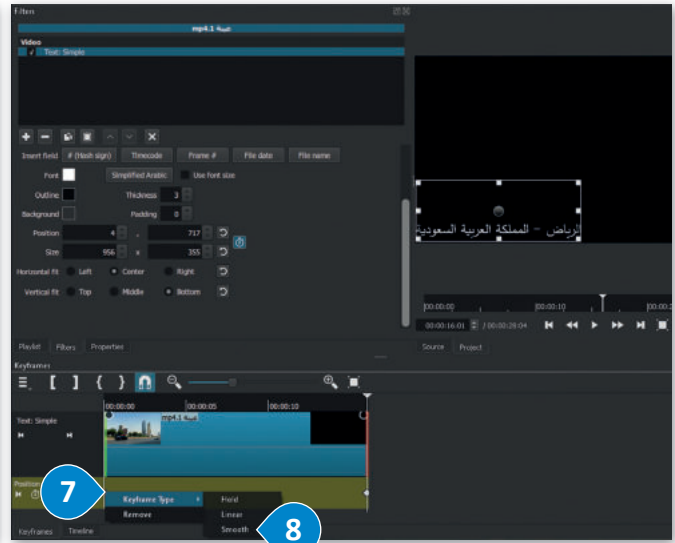 Filters
mp4.1 قصة
Video
Text: Simple
Insert field # (Hash sign) Timecode Frame # File date File name
Font Simplified Arabic Use font size
Outline Thickness 3
Background Padding 0
Position 4 , 717
Size 956 x 355
Horizontal fit Left Center Right
Vertical fit Top Middle Bottom
Playlist Filters Properties
الرياض - المملكة العربية السعودية
00:00:00 00:00:10
00:00:16:01 / 00:00:28:04
Source Project
Keyframes
00:00:00 00:00:05 00:00:10
Text: Simple
mp4.1 قصة
Position
7
Keyframe Type Hold
Remove Linear
Smooth
8
Keyframes Timeline